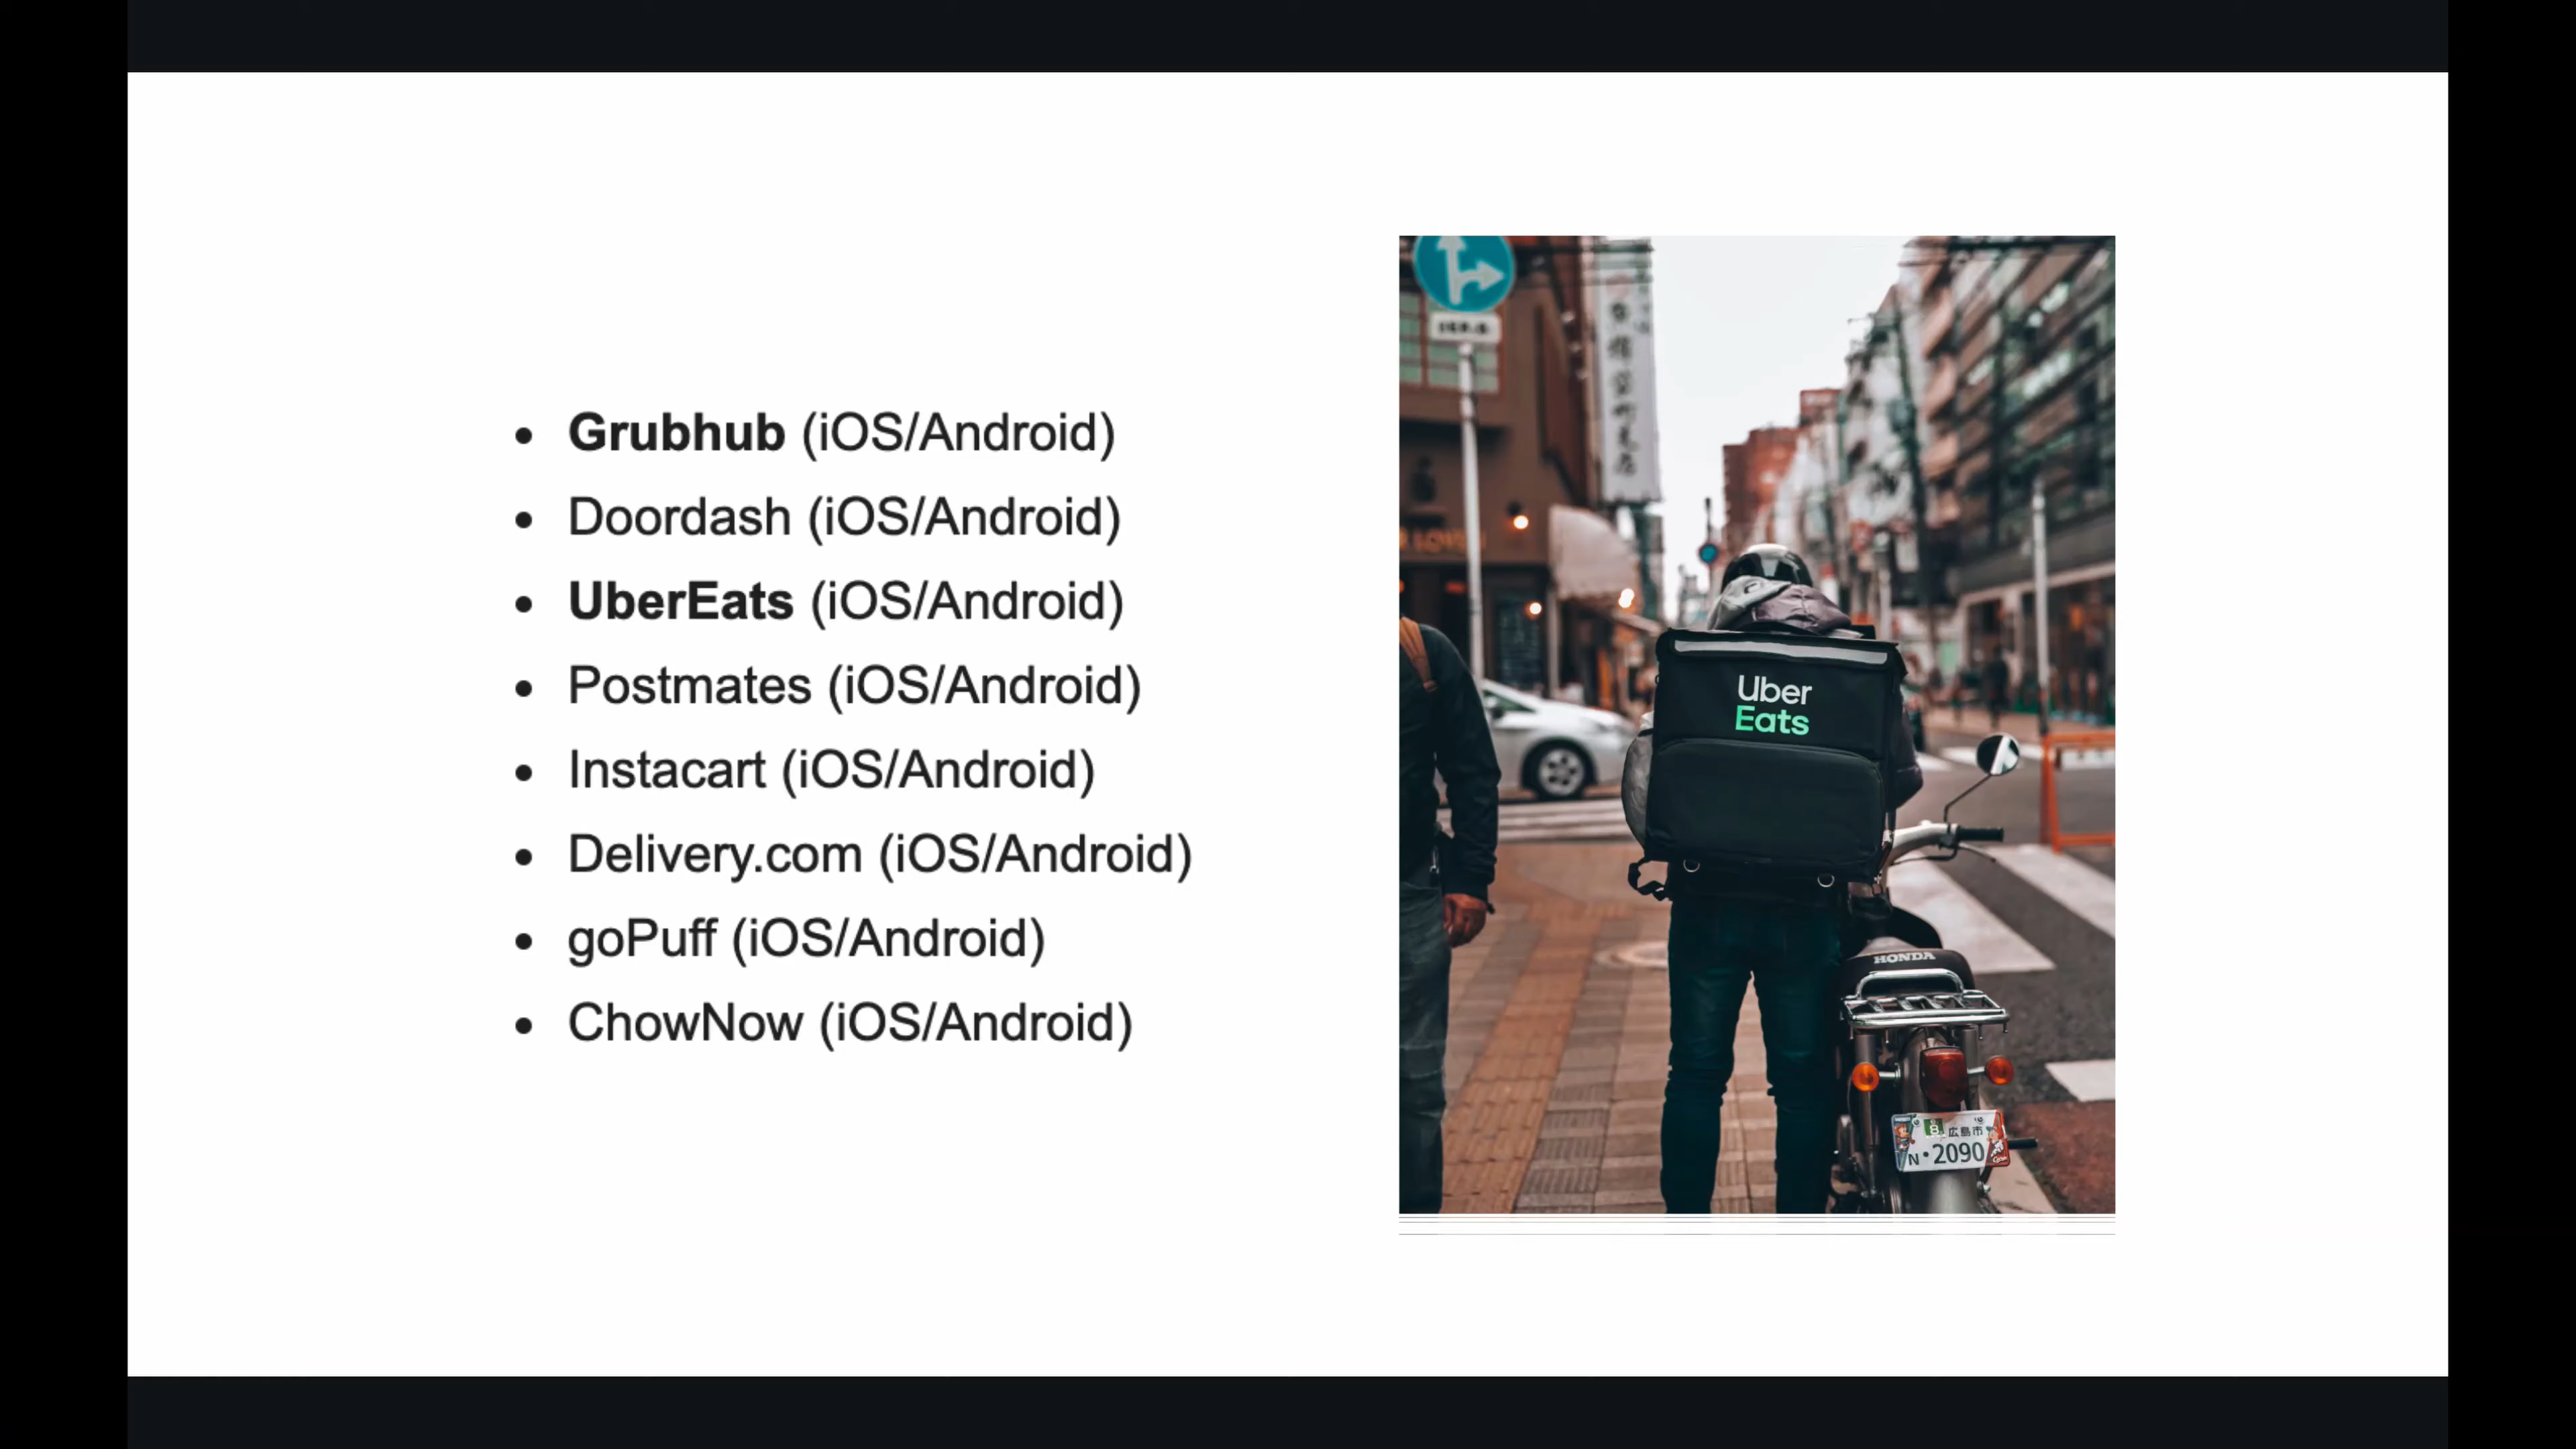 • Grubhub (iOS/Android)
• Doordash (iOS/Android)
• UberEats (iOS/Android)
• Postmates (iOS/Android)
• Instacart (iOS/Android)
• Delivery.com (iOS/Android)
• goPuff (iOS/Android)
• ChowNow (iOS/Android)
Uber
Eats
HONDA
広島市
N•2090